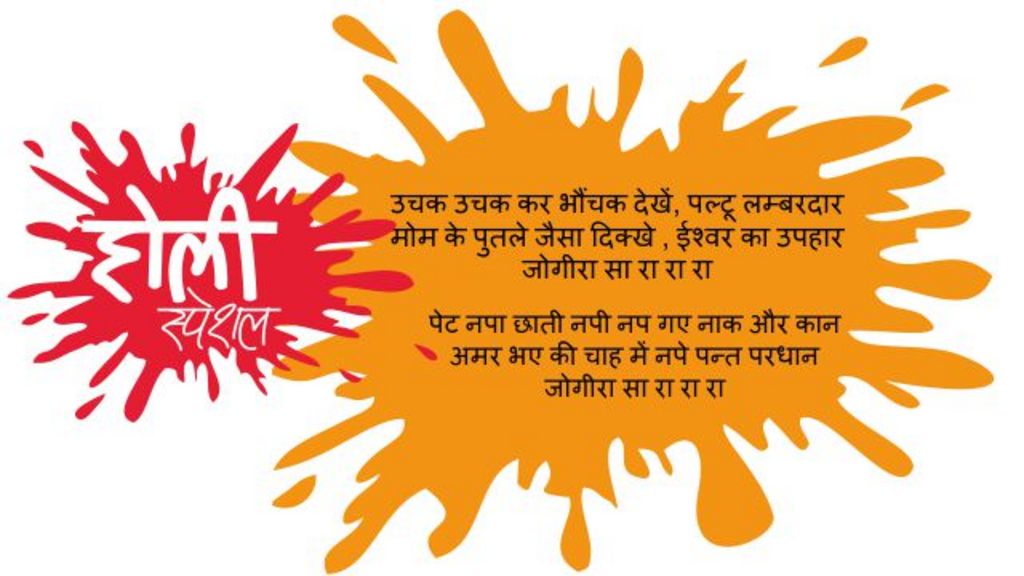 होली
स्पेशल
उचक उचक कर भौंचक देखें, पल्टू लम्बरदार
मोम के पुतले जैसा दिक्खे , ईश्वर का उपहार
जोगीरा सा रा रा रा
पेट नपा छाती नपी नप गए नाक और कान
अमर भए की चाह में नपे पन्त परधान
जोगीरा सा रा रा रा